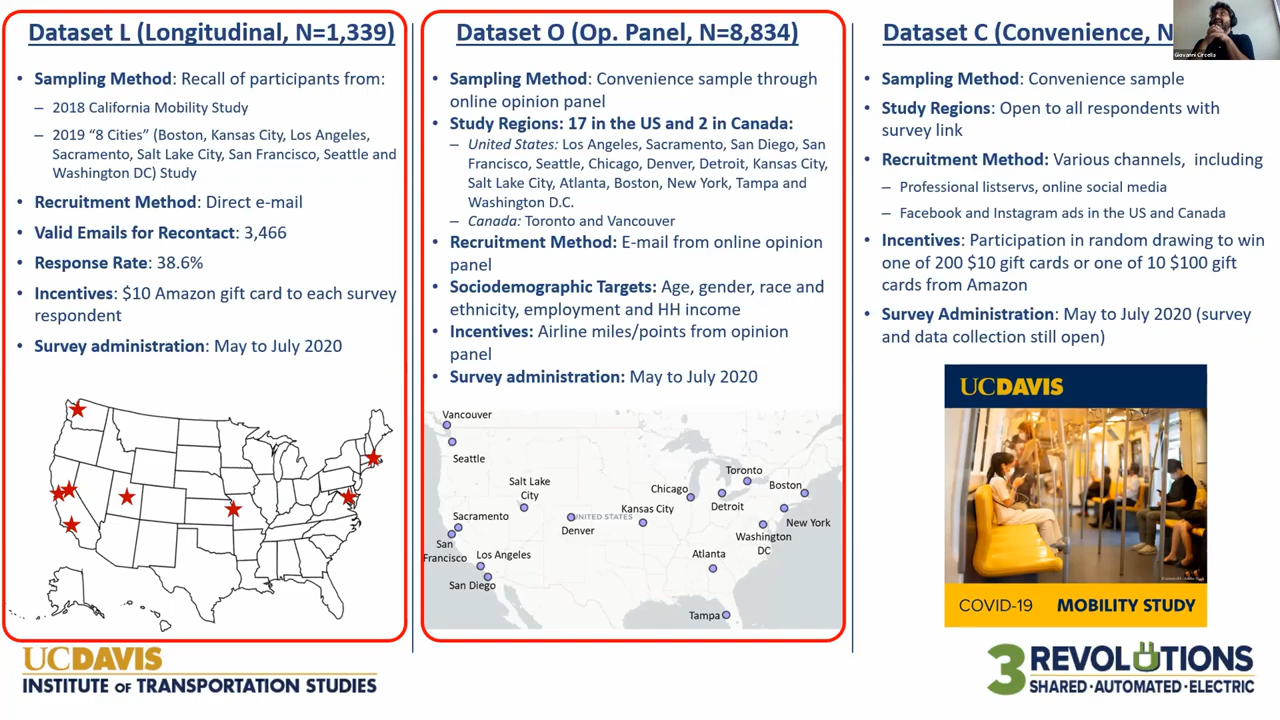 Dataset L (Longitudinal, N=1,339)
• Sampling Method: Recall of participants from:
– 2018 California Mobility Study
– 2019 “8 Cities” (Boston, Kansas City, Los Angeles,
Sacramento, Salt Lake City, San Francisco, Seattle and
Washington DC) Study
• Recruitment Method: Direct e-mail
• Valid Emails for Recontact: 3,466
• Response Rate: 38.6%
• Incentives: $10 Amazon gift card to each survey
respondent
• Survey administration: May to July 2020
Dataset O (Op. Panel, N=8,834)
• Sampling Method: Convenience sample through
online opinion panel
• Study Regions: 17 in the US and 2 in Canada:
– United States: Los Angeles, Sacramento, San Diego, San
Francisco, Seattle, Chicago, Denver, Detroit, Kansas City,
Salt Lake City, Atlanta, Boston, New York, Tampa and
Washington D.C.
– Canada: Toronto and Vancouver
• Recruitment Method: E-mail from online opinion
panel
• Sociodemographic Targets: Age, gender, race and
ethnicity, employment and HH income
• Incentives: Airline miles/points from opinion
panel
• Survey administration: May to July 2020
Vancouver
Seattle
Salt Lake
City
Sacramento
San
Francisco
Los Angeles
San Diego
Denver
UNITED STATES
Kansas City
Chicago
Toronto
Detroit
Boston
New York
Washington
DC
Atlanta
Tampa
Dataset C (Convenience, N
• Sampling Method: Convenience sample
• Study Regions: Open to all respondents with
survey link
• Recruitment Method: Various channels, including
– Professional listservs, online social media
– Facebook and Instagram ads in the US and Canada
• Incentives: Participation in random drawing to win
one of 200 $10 gift cards or one of 10 $100 gift
cards from Amazon
• Survey Administration: May to July 2020 (survey
and data collection still open)
UCDAVIS
COVID-19 MOBILITY STUDY
Giovanni Circella
UCDAVIS
INSTITUTE OF TRANSPORTATION STUDIES
3 REVOLUTIONS
SHARED·AUTOMATED·ELECTRIC